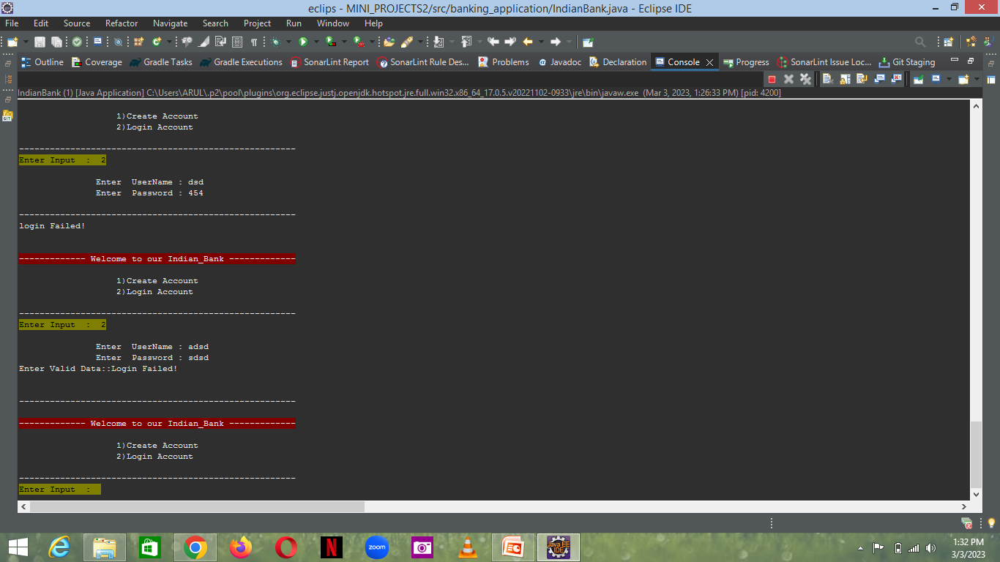 eclips - MINI_PROJECTS2/src/banking_application/IndianBank.java - Eclipse IDE
File Edit Source Refactor Navigate Search Project Run Window Help
Outline Coverage Gradle Tasks Gradle Executions SonarLint Report SonarLint Rule Des... Problems @ Javadoc Declaration Console Progress SonarLint Issue Loc... Git Staging
IndianBank (1) [Java Application] C:\Users\ARUL\.p2\pool\plugins\org.eclipse.justj.openjdk.hotspot.jre.full.win32.x86_64_17.0.5.v20221102-0933\jre\bin\javaw.exe (Mar 3, 2023, 1:26:33 PM) [pid: 4200]
1)Create Account
2)Login Account
------------------------------------------------------
Enter Input  :  2
Enter  UserName : dsd
Enter  Password : 454
------------------------------------------------------
login Failed!
------------- Welcome to our Indian_Bank -------------
1)Create Account
2)Login Account
------------------------------------------------------
Enter Input  :  2
Enter  UserName : adsd
Enter  Password : sdsd
Enter Valid Data::Login Failed!
------------------------------------------------------
------------- Welcome to our Indian_Bank -------------
1)Create Account
2)Login Account
------------------------------------------------------
Enter Input  :
GIT
N
zoom
Java EE
IDE
1:32 PM
3/3/2023